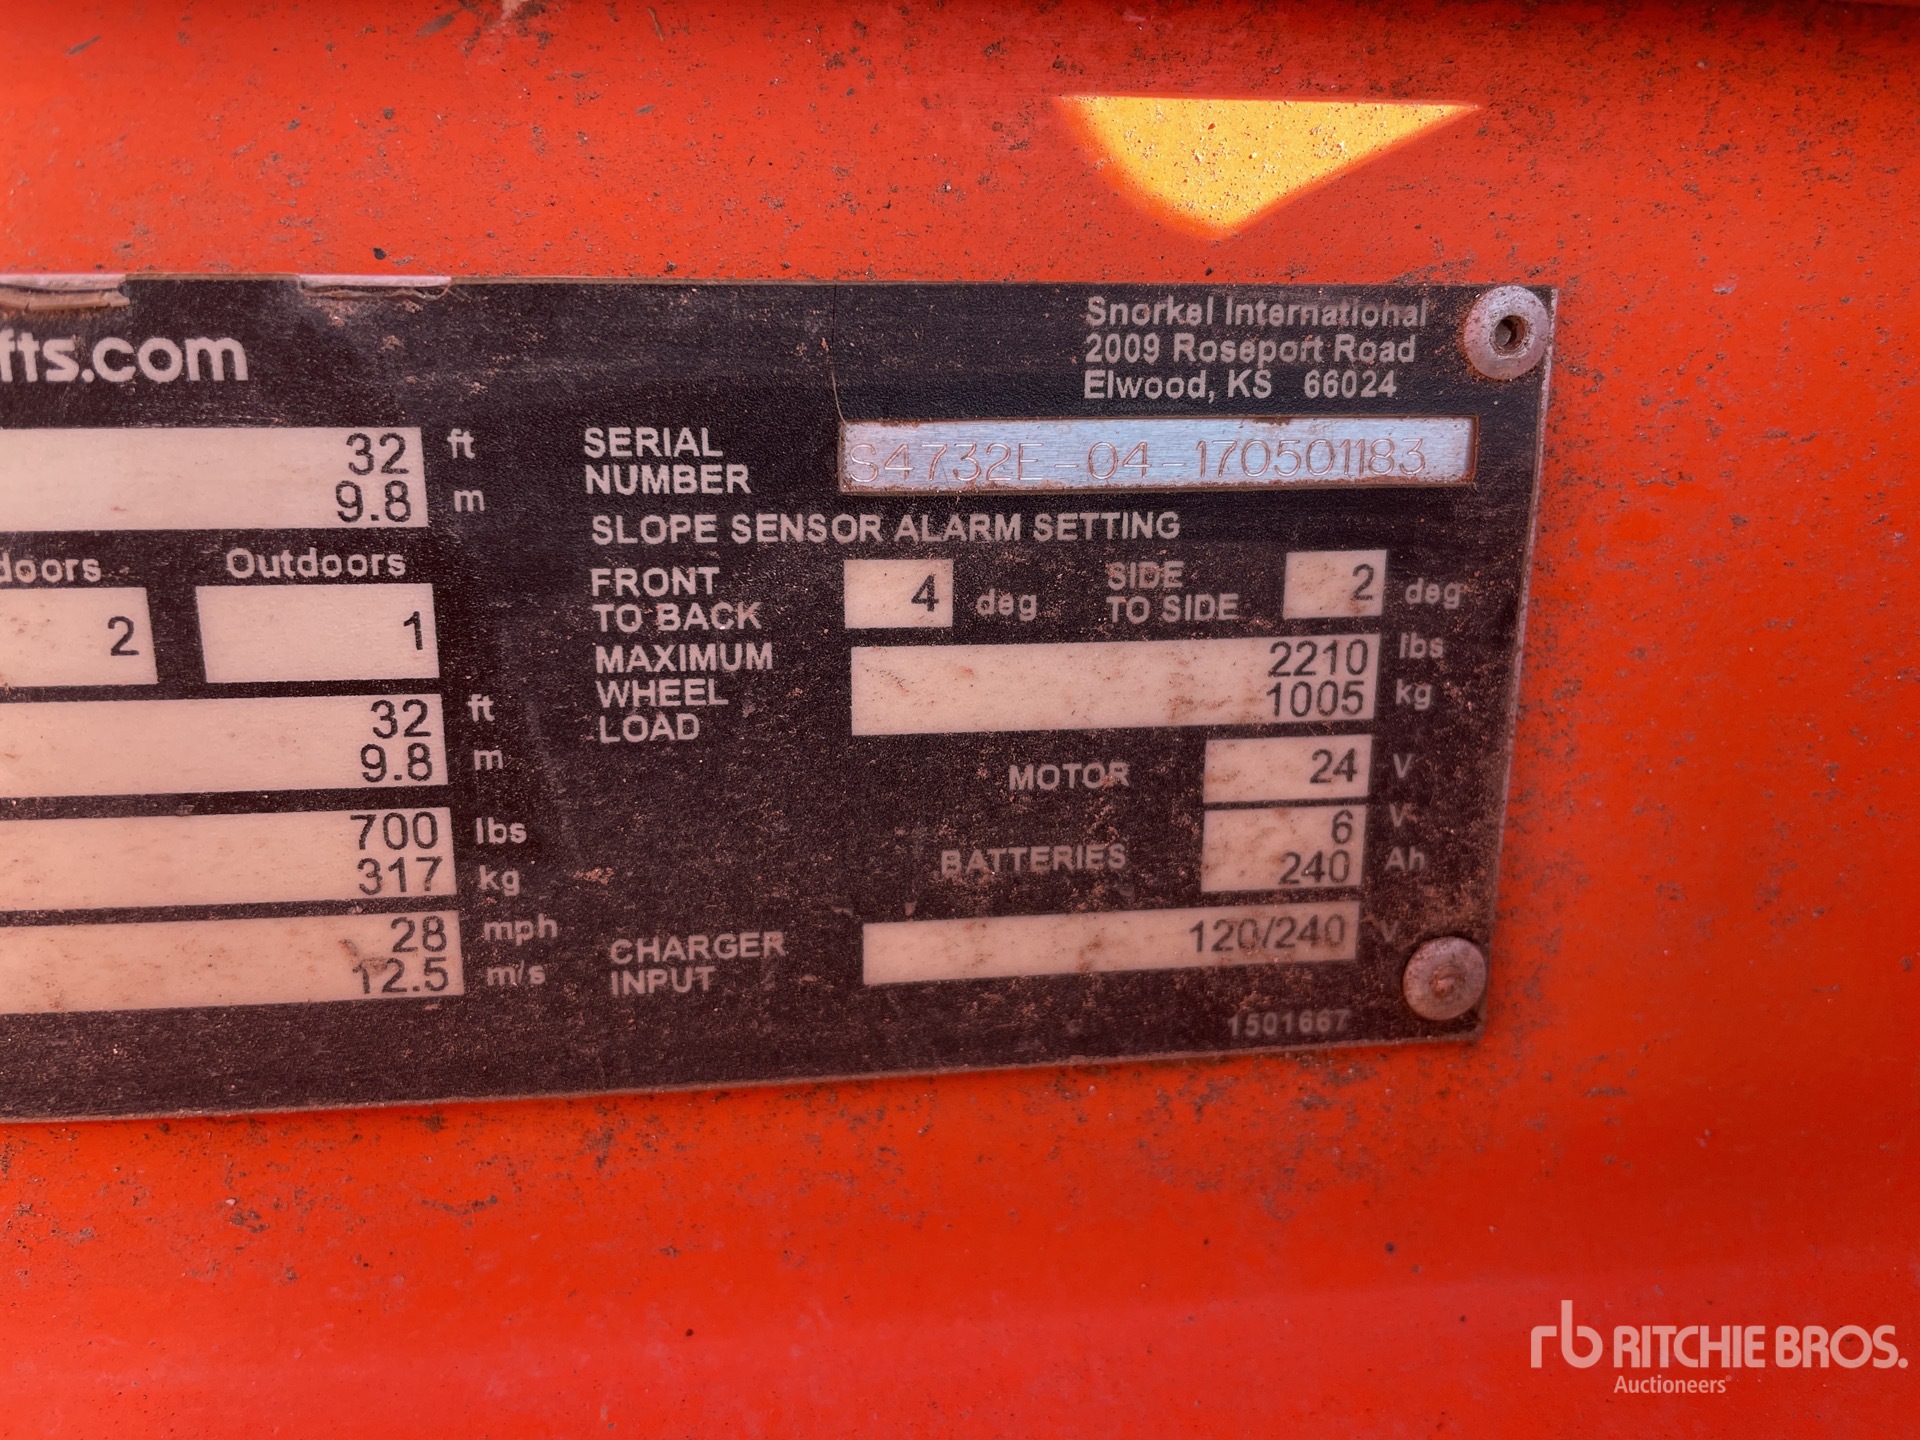 fts.com
Snorkel International
2009 Roseport Road
Elwood, KS 66024
32 ft
9.8 m
doors Outdoors
2 1
32 ft
9.8 m
700 lbs
317 kg
28 mph
12.5 m/s
SERIAL
NUMBER
S4732E-04-170501183
SLOPE SENSOR ALARM SETTING
FRONT
TO BACK
4 deg
SIDE
TO SIDE
2 deg
MAXIMUM
WHEEL
LOAD
2210 lbs
1005 kg
MOTOR 24 V
BATTERIES
6 V
240 Ah
CHARGER
INPUT
120/240 V
1501667
rb RITCHIE BROS.
Auctioneers